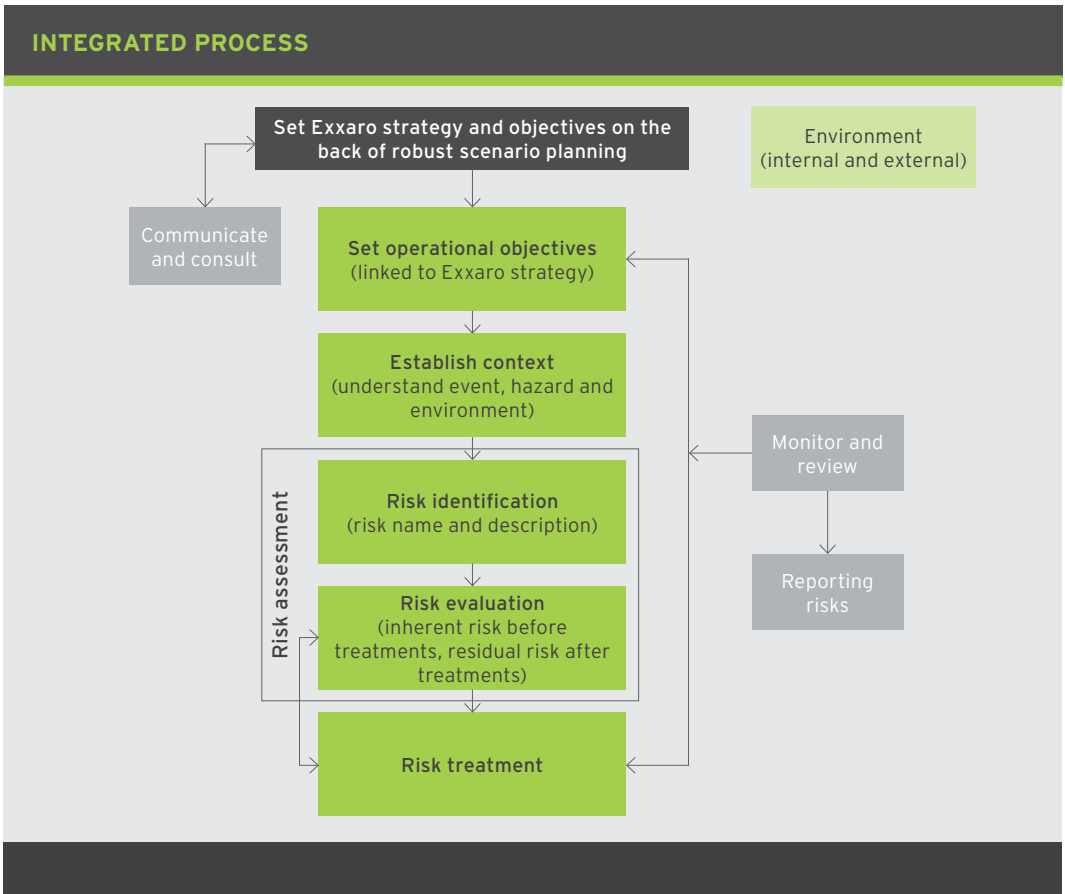 INTEGRATED PROCESS
Set Exxaro strategy and objectives on the
back of robust scenario planning
Environment
(internal and external)
Communicate
and consult
Set operational objectives
(linked to Exxaro strategy)
Establish context
(understand event, hazard and
environment)
Monitor and
review
Risk assessment
Risk identification
(risk name and description)
Reporting
risks
Risk evaluation
(inherent risk before
treatments, residual risk after
treatments)
Risk treatment